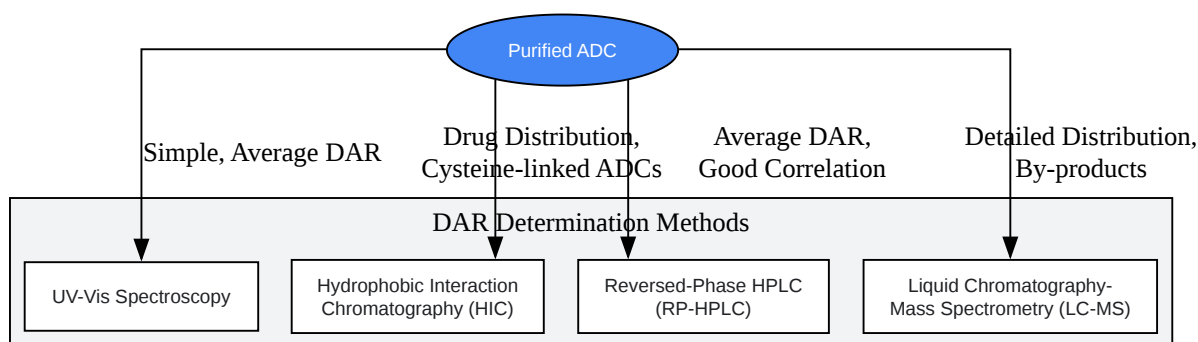 Purified ADC
Simple, Average DAR
Drug Distribution,
Cysteine-linked ADCs
Average DAR,
Good Correlation
Detailed Distribution,
By-products
DAR Determination Methods
UV-Vis Spectroscopy
Hydrophobic Interaction
Chromatography (HIC)
Reversed-Phase HPLC
(RP-HPLC)
Liquid Chromatography-
Mass Spectrometry (LC-MS)